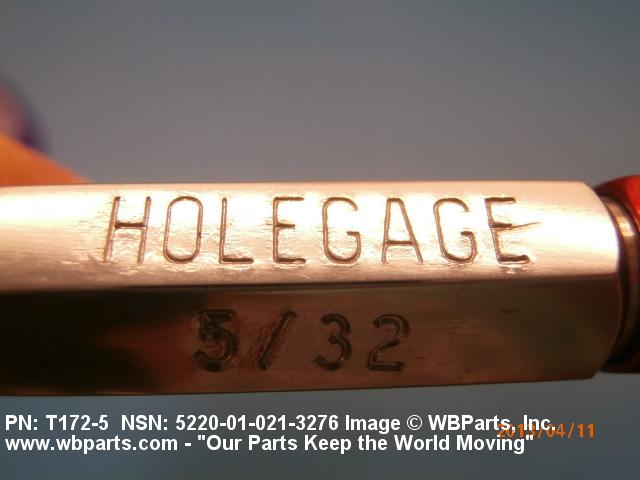 HOLEGAGE
5/32
PN: T172-5 NSN: 5220-01-021-3276 Image © WBParts, Inc.
www.wbparts.com - "Our Parts Keep the World Moving"
2013/04/11